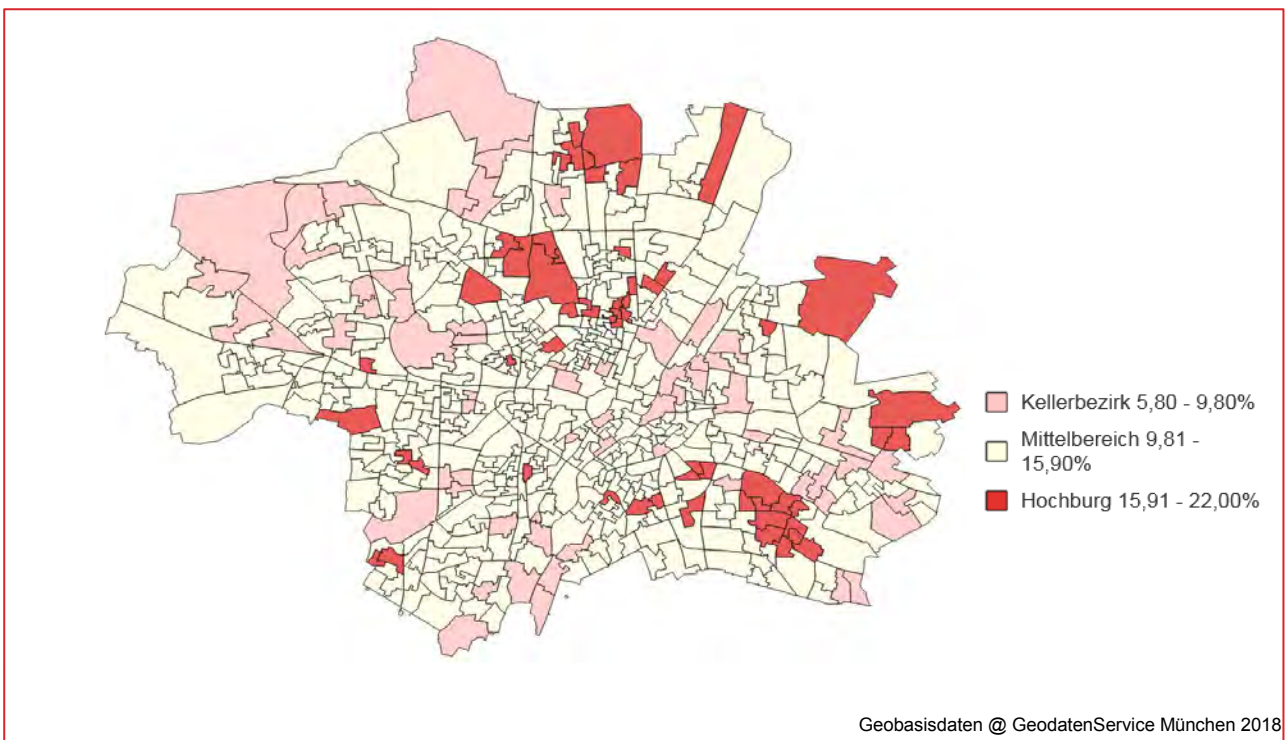 Kellerbezirk 5,80 - 9,80%
Mittelbereich 9,81 -
15,90%
Hochburg 15,91 - 22,00%
Geobasisdaten @ GeodatenService München 2018